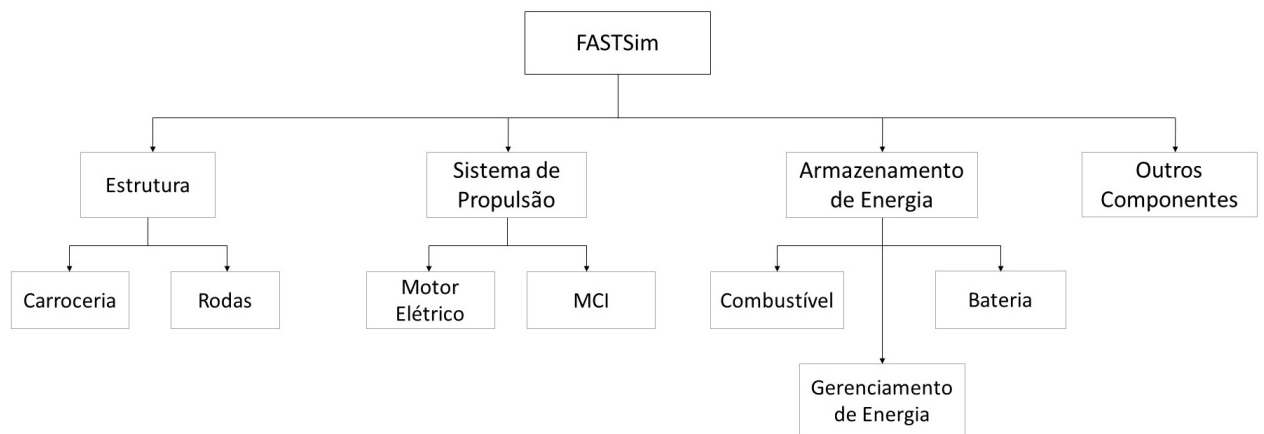 FASTSim
Estrutura
Sistema de
Propulsão
Armazenamento
de Energia
Outros
Componentes
Carroceria
Rodas
Motor
Elétrico
MCI
Combustível
Bateria
Gerenciamento
de Energia